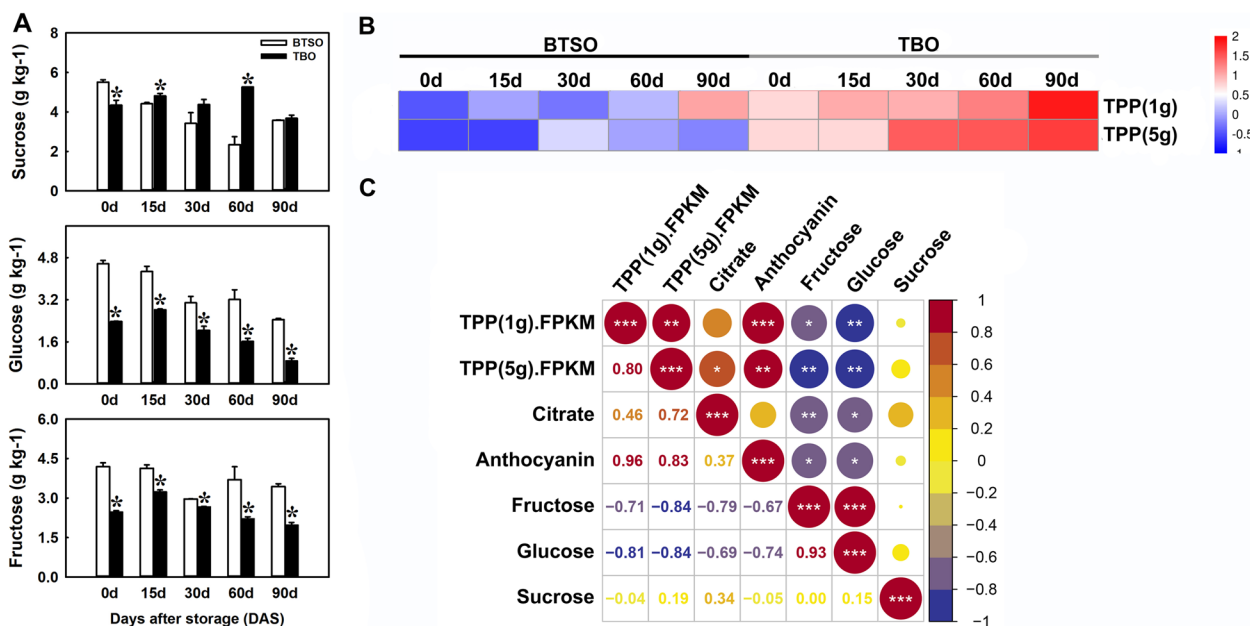 A
BTSO
TBO
Sucrose (g kg-1)
8
6
4
2
0
0d 15d 30d 60d 90d
* * *
Glucose (g kg-1)
4.8
3.2
1.6
0.0
0d 15d 30d 60d 90d
* * * * *
Fructose (g kg-1)
6.0
4.5
3.0
1.5
0.0
0d 15d 30d 60d 90d
* * * * *
Days after storage (DAS)
B
BTSO TBO
0d 15d 30d 60d 90d 0d 15d 30d 60d 90d
TPP(1g)
TPP(5g)
2
1.5
1
0.5
0
-0.5
1
C
TPP(1g).FPKM TPP(5g).FPKM Citrate Anthocyanin Fructose Glucose Sucrose
TPP(1g).FPKM *** ** *** * **
TPP(5g).FPKM 0.80 *** * ** ** **
Citrate 0.46 0.72 *** ** *
Anthocyanin 0.96 0.83 0.37 *** * *
Fructose −0.71 −0.84 −0.79 −0.67 *** ***
Glucose −0.81 −0.84 −0.69 −0.74 0.93 ***
Sucrose −0.04 0.19 0.34 −0.05 0.00 0.15 ***
1
0.8
0.6
0.4
0.2
0
−0.2
−0.4
−0.6
−0.8
−1